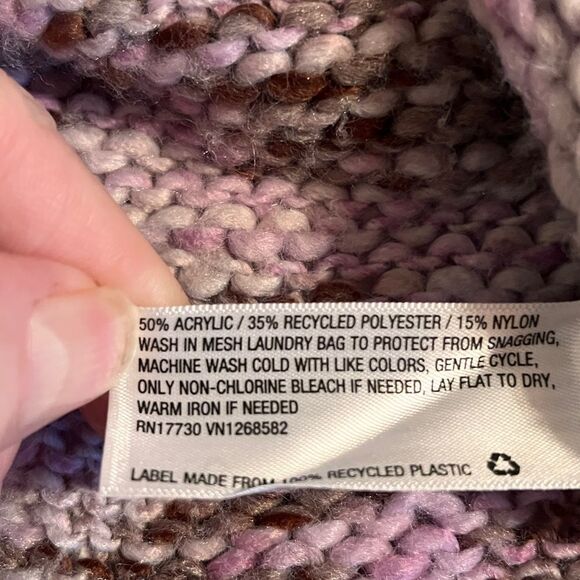 50% ACRYLIC / 35% RECYCLED POLYESTER / 15% NYLON
WASH IN MESH LAUNDRY BAG TO PROTECT FROM SNAGGING,
MACHINE WASH COLD WITH LIKE COLORS, GENTLE CYCLE,
ONLY NON-CHLORINE BLEACH IF NEEDED, LAY FLAT TO DRY,
WARM IRON IF NEEDED
RN17730 VN1268582
LABEL MADE FROM 100% RECYCLED PLASTIC